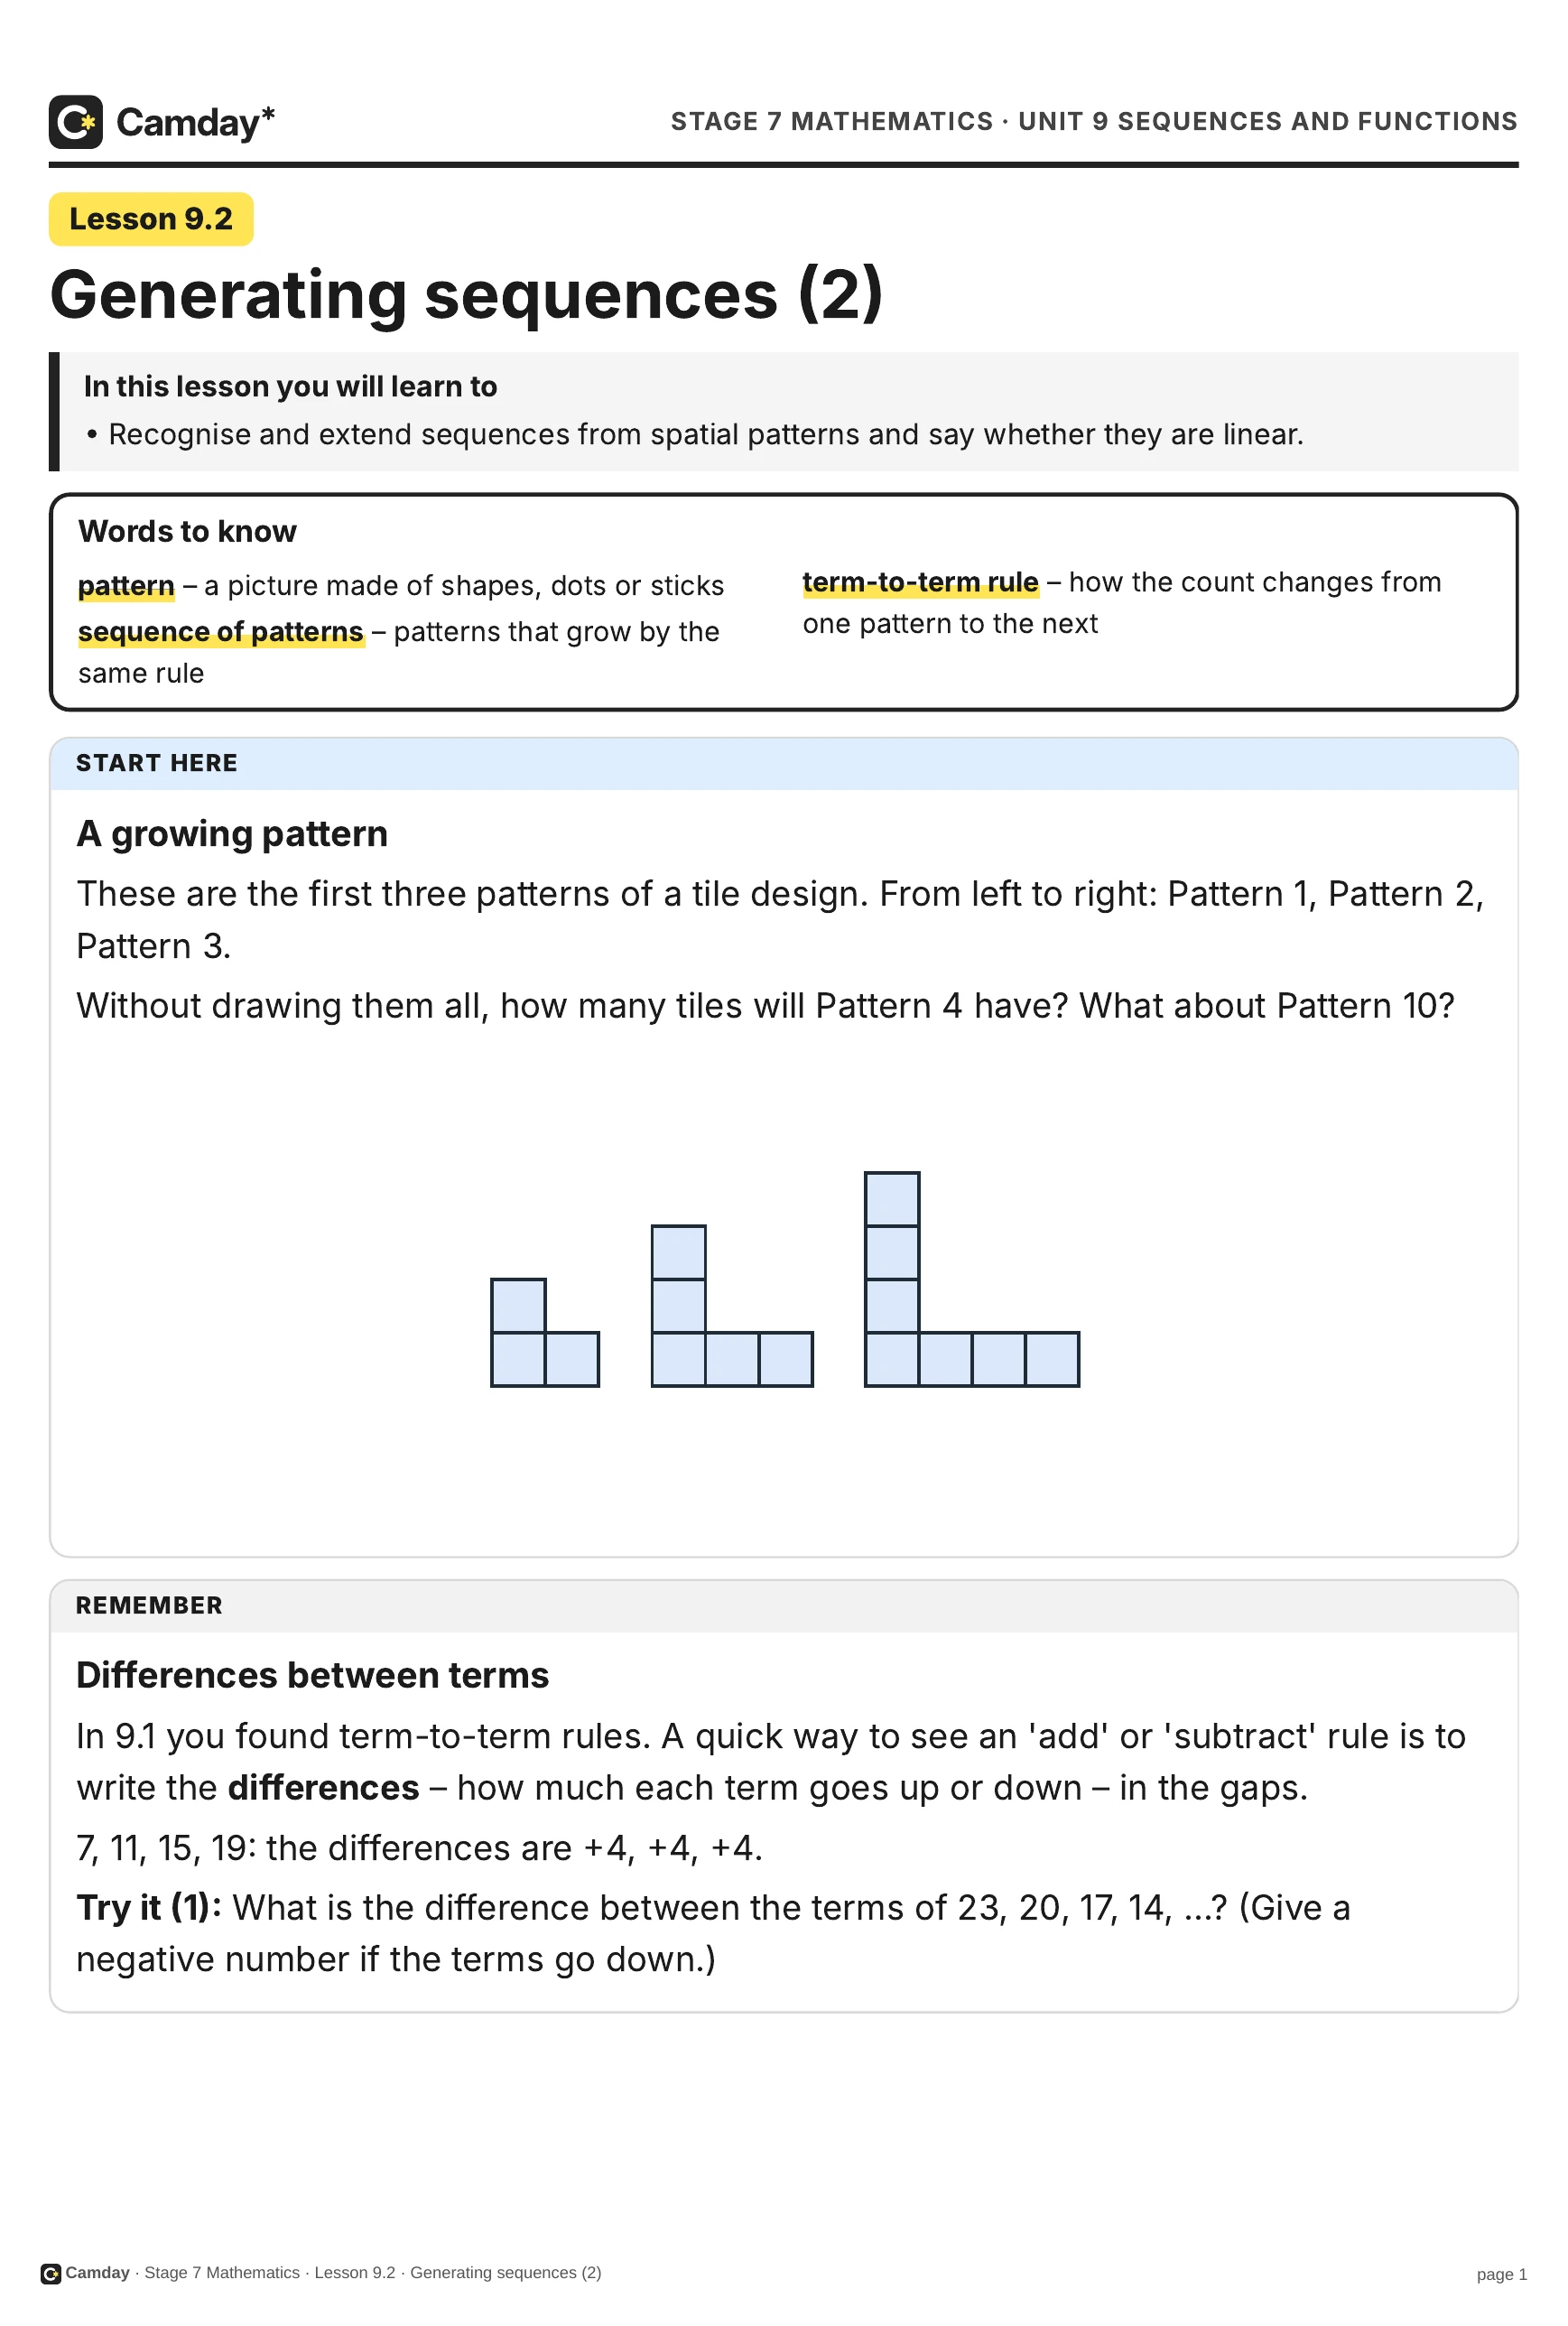 Camday*
STAGE 7 MATHEMATICS · UNIT 9 SEQUENCES AND FUNCTIONS
Lesson 9.2
Generating sequences (2)
In this lesson you will learn to
• Recognise and extend sequences from spatial patterns and say whether they are linear.
Words to know
pattern – a picture made of shapes, dots or sticks
sequence of patterns – patterns that grow by the
same rule
term-to-term rule – how the count changes from
one pattern to the next
START HERE
A growing pattern
These are the first three patterns of a tile design. From left to right: Pattern 1, Pattern 2,
Pattern 3.
Without drawing them all, how many tiles will Pattern 4 have? What about Pattern 10?
REMEMBER
Differences between terms
In 9.1 you found term-to-term rules. A quick way to see an 'add' or 'subtract' rule is to
write the differences – how much each term goes up or down – in the gaps.
7, 11, 15, 19: the differences are +4, +4, +4.
Try it (1): What is the difference between the terms of 23, 20, 17, 14, ...? (Give a
negative number if the terms go down.)
Camday · Stage 7 Mathematics · Lesson 9.2 · Generating sequences (2)
page 1